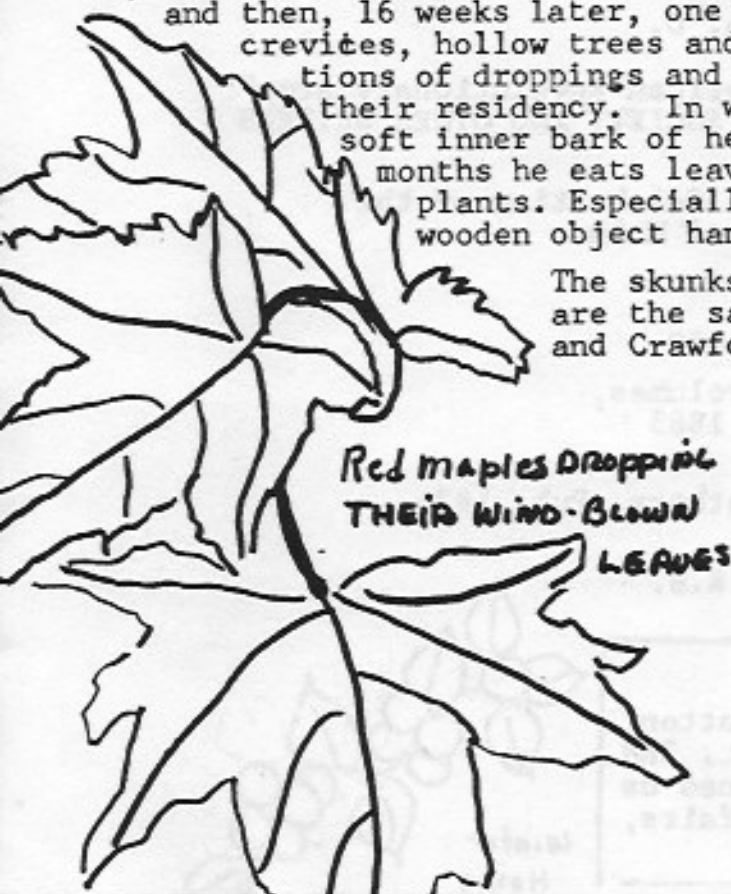 and then, 16 weeks later, one
crevices, hollow trees and
tions of droppings and
their residency. In w
soft inner bark of he
months he eats leav
plants. Especiall
wooden object har
The skunks
are the sa
and Crawfo
Red maples DROPPING
THEIR WIND-BLOWN
LEAVES